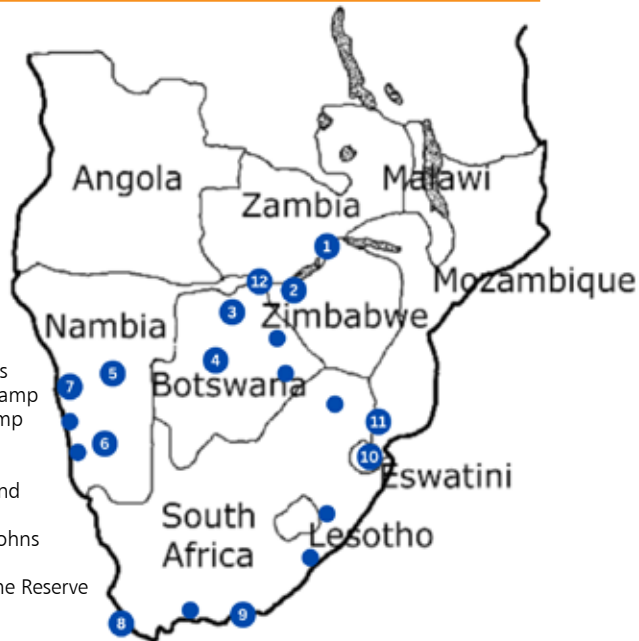 Angola
Malawi
Zambia
1
Mozambique
12
2
3
Zimbabwe
Nambia
4
5
Botswana
7
s
amp
mp
11
6
10
Eswatini
nd
South
Africa
Lesotho
ohns
ne Reserve
8
9